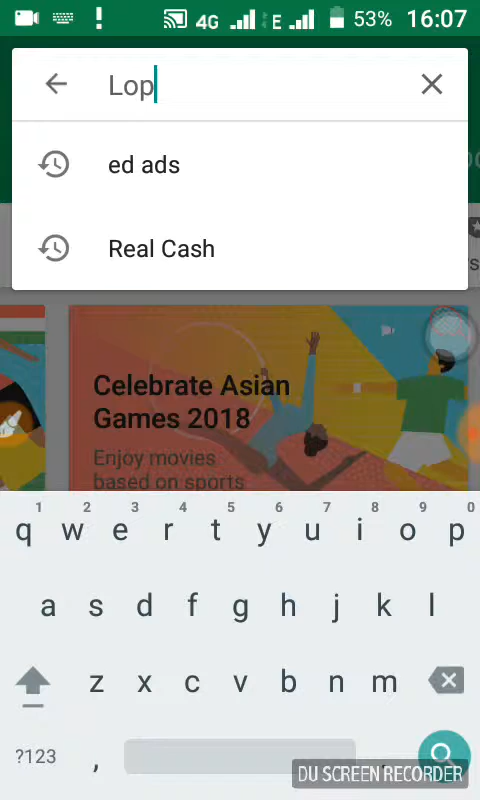 4G E 53% 16:07
Lop
ed ads
Real Cash
Celebrate Asian
Games 2018
Enjoy movies
based on sports
1 2 3 4 5 6 7 8 9 0
q w e r t y u i o p
a s d f g h j k l
z x c v b n m
?123 , .
DU SCREEN RECORDER